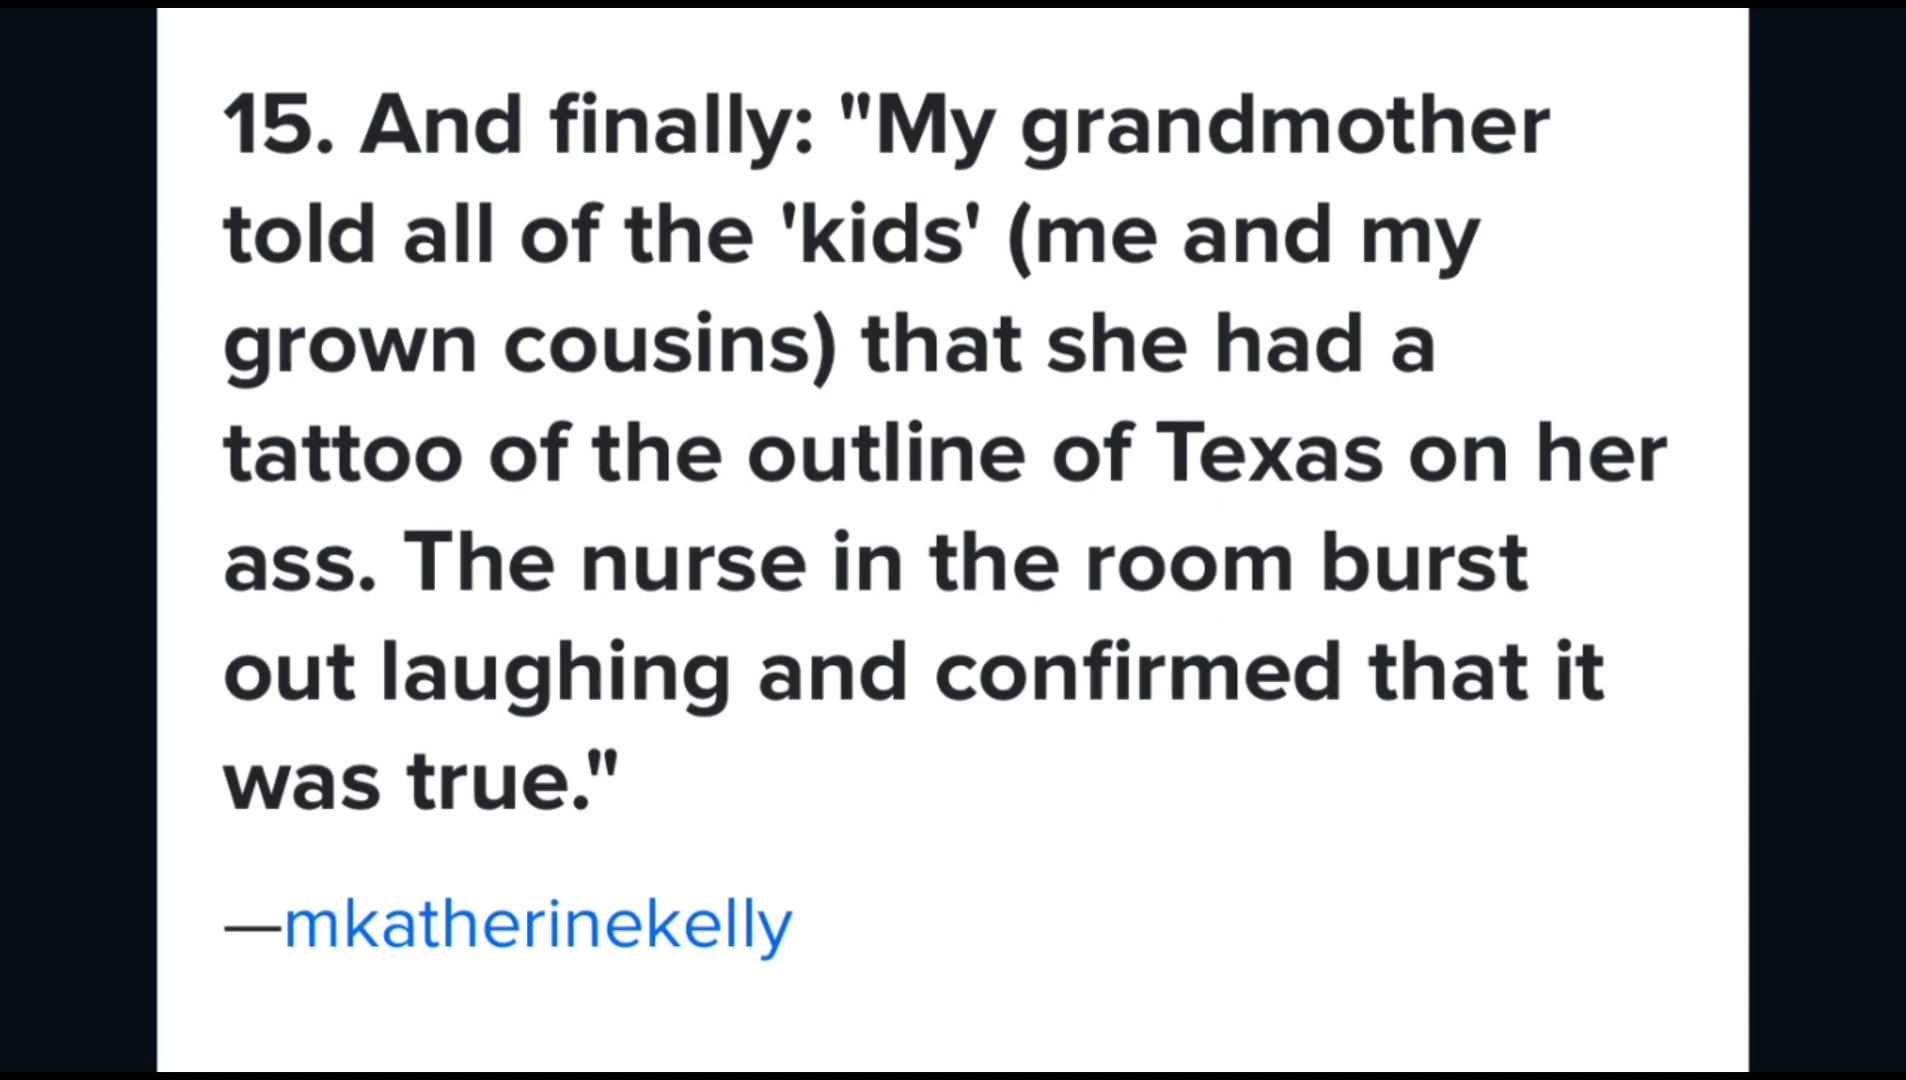 15. And finally: "My grandmother
told all of the 'kids' (me and my
grown cousins) that she had a
tattoo of the outline of Texas on her
ass. The nurse in the room burst
out laughing and confirmed that it
was true."
—mkatherinekelly